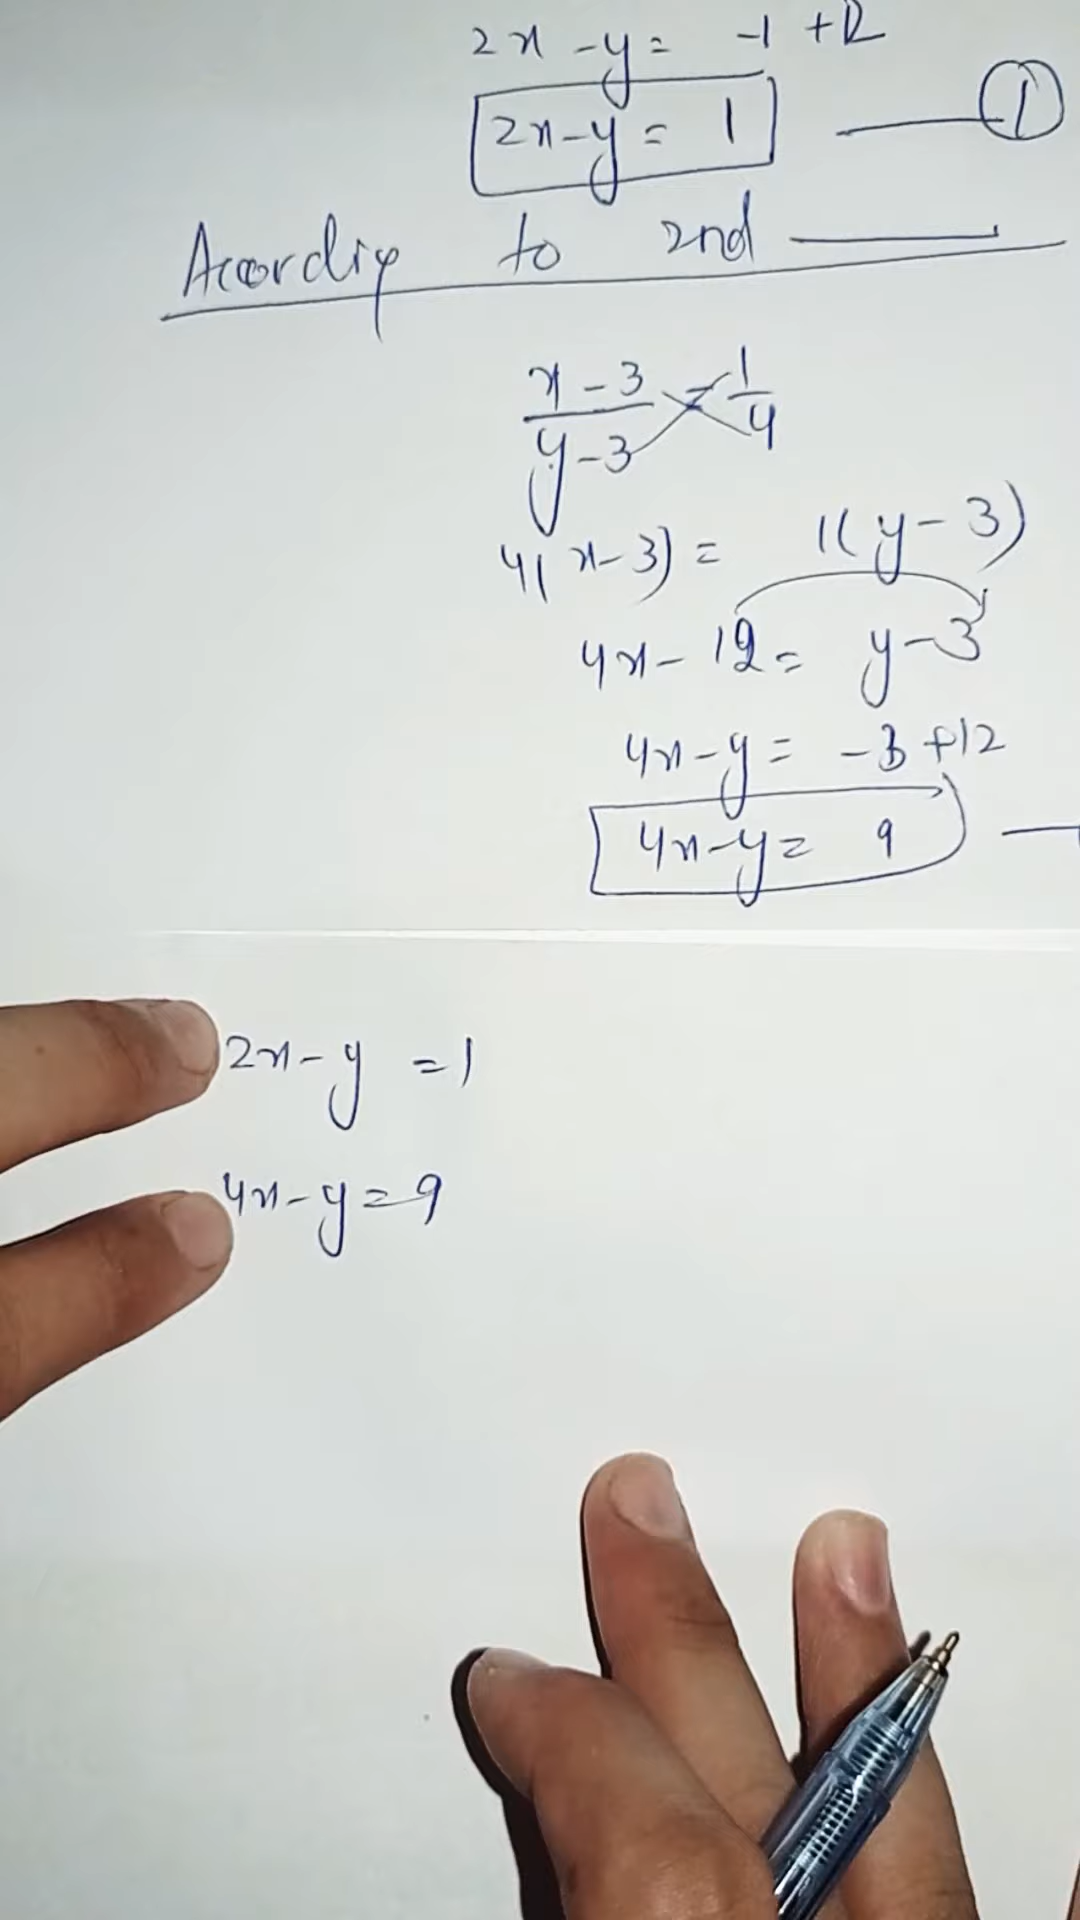 2x - y = -1 + 2
2x - y = 1 ①
According to 2nd
x - 3 / y - 3 = 1 / 4
4(x - 3) = 1(y - 3)
4x - 12 = y - 3
4x - y = -3 + 12
4x - y = 9
2x - y = 1
4x - y = 9